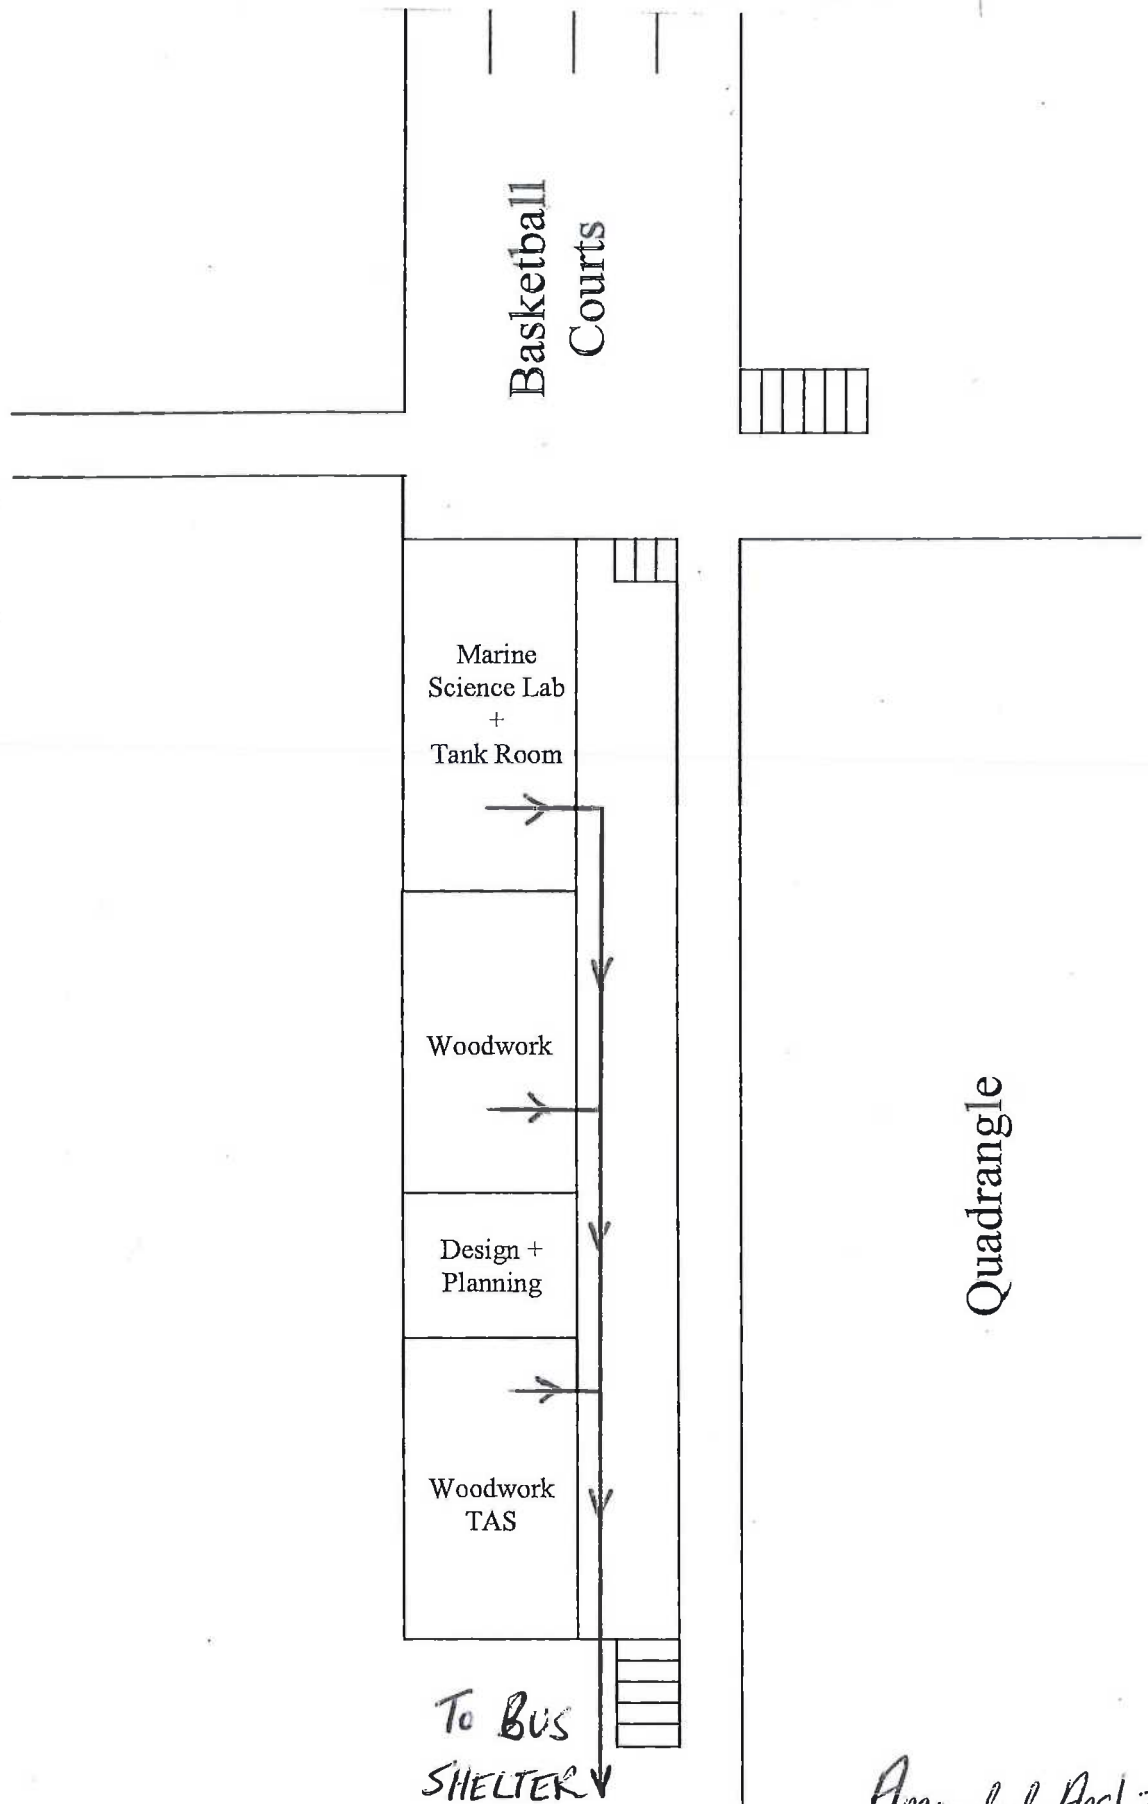 Basketball
Courts
Marine
Science Lab
+
Tank Room
Woodwork
Design +
Planning
Quadrangle
Woodwork
TAS
To BUS
SHELTER